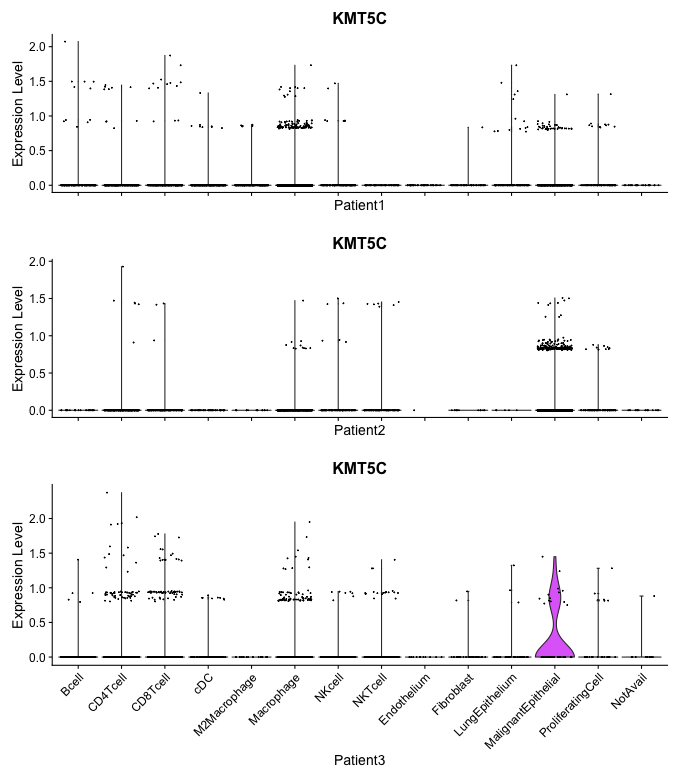 KMT5C
Expression Level
2.0
1.5
1.0
0.5
0.0
Patient1
KMT5C
Expression Level
2.0
1.5
1.0
0.5
0.0
Patient2
KMT5C
Expression Level
2.0
1.5
1.0
0.5
0.0
Bcell
CD4Tcell
CD8Tcell
cDC
M2Macrophage
Macrophage
NKcell
NKTcell
Endothelium
Fibroblast
LungEpithelium
MalignantEpithelial
ProliferatingCell
NotAvail
Patient3